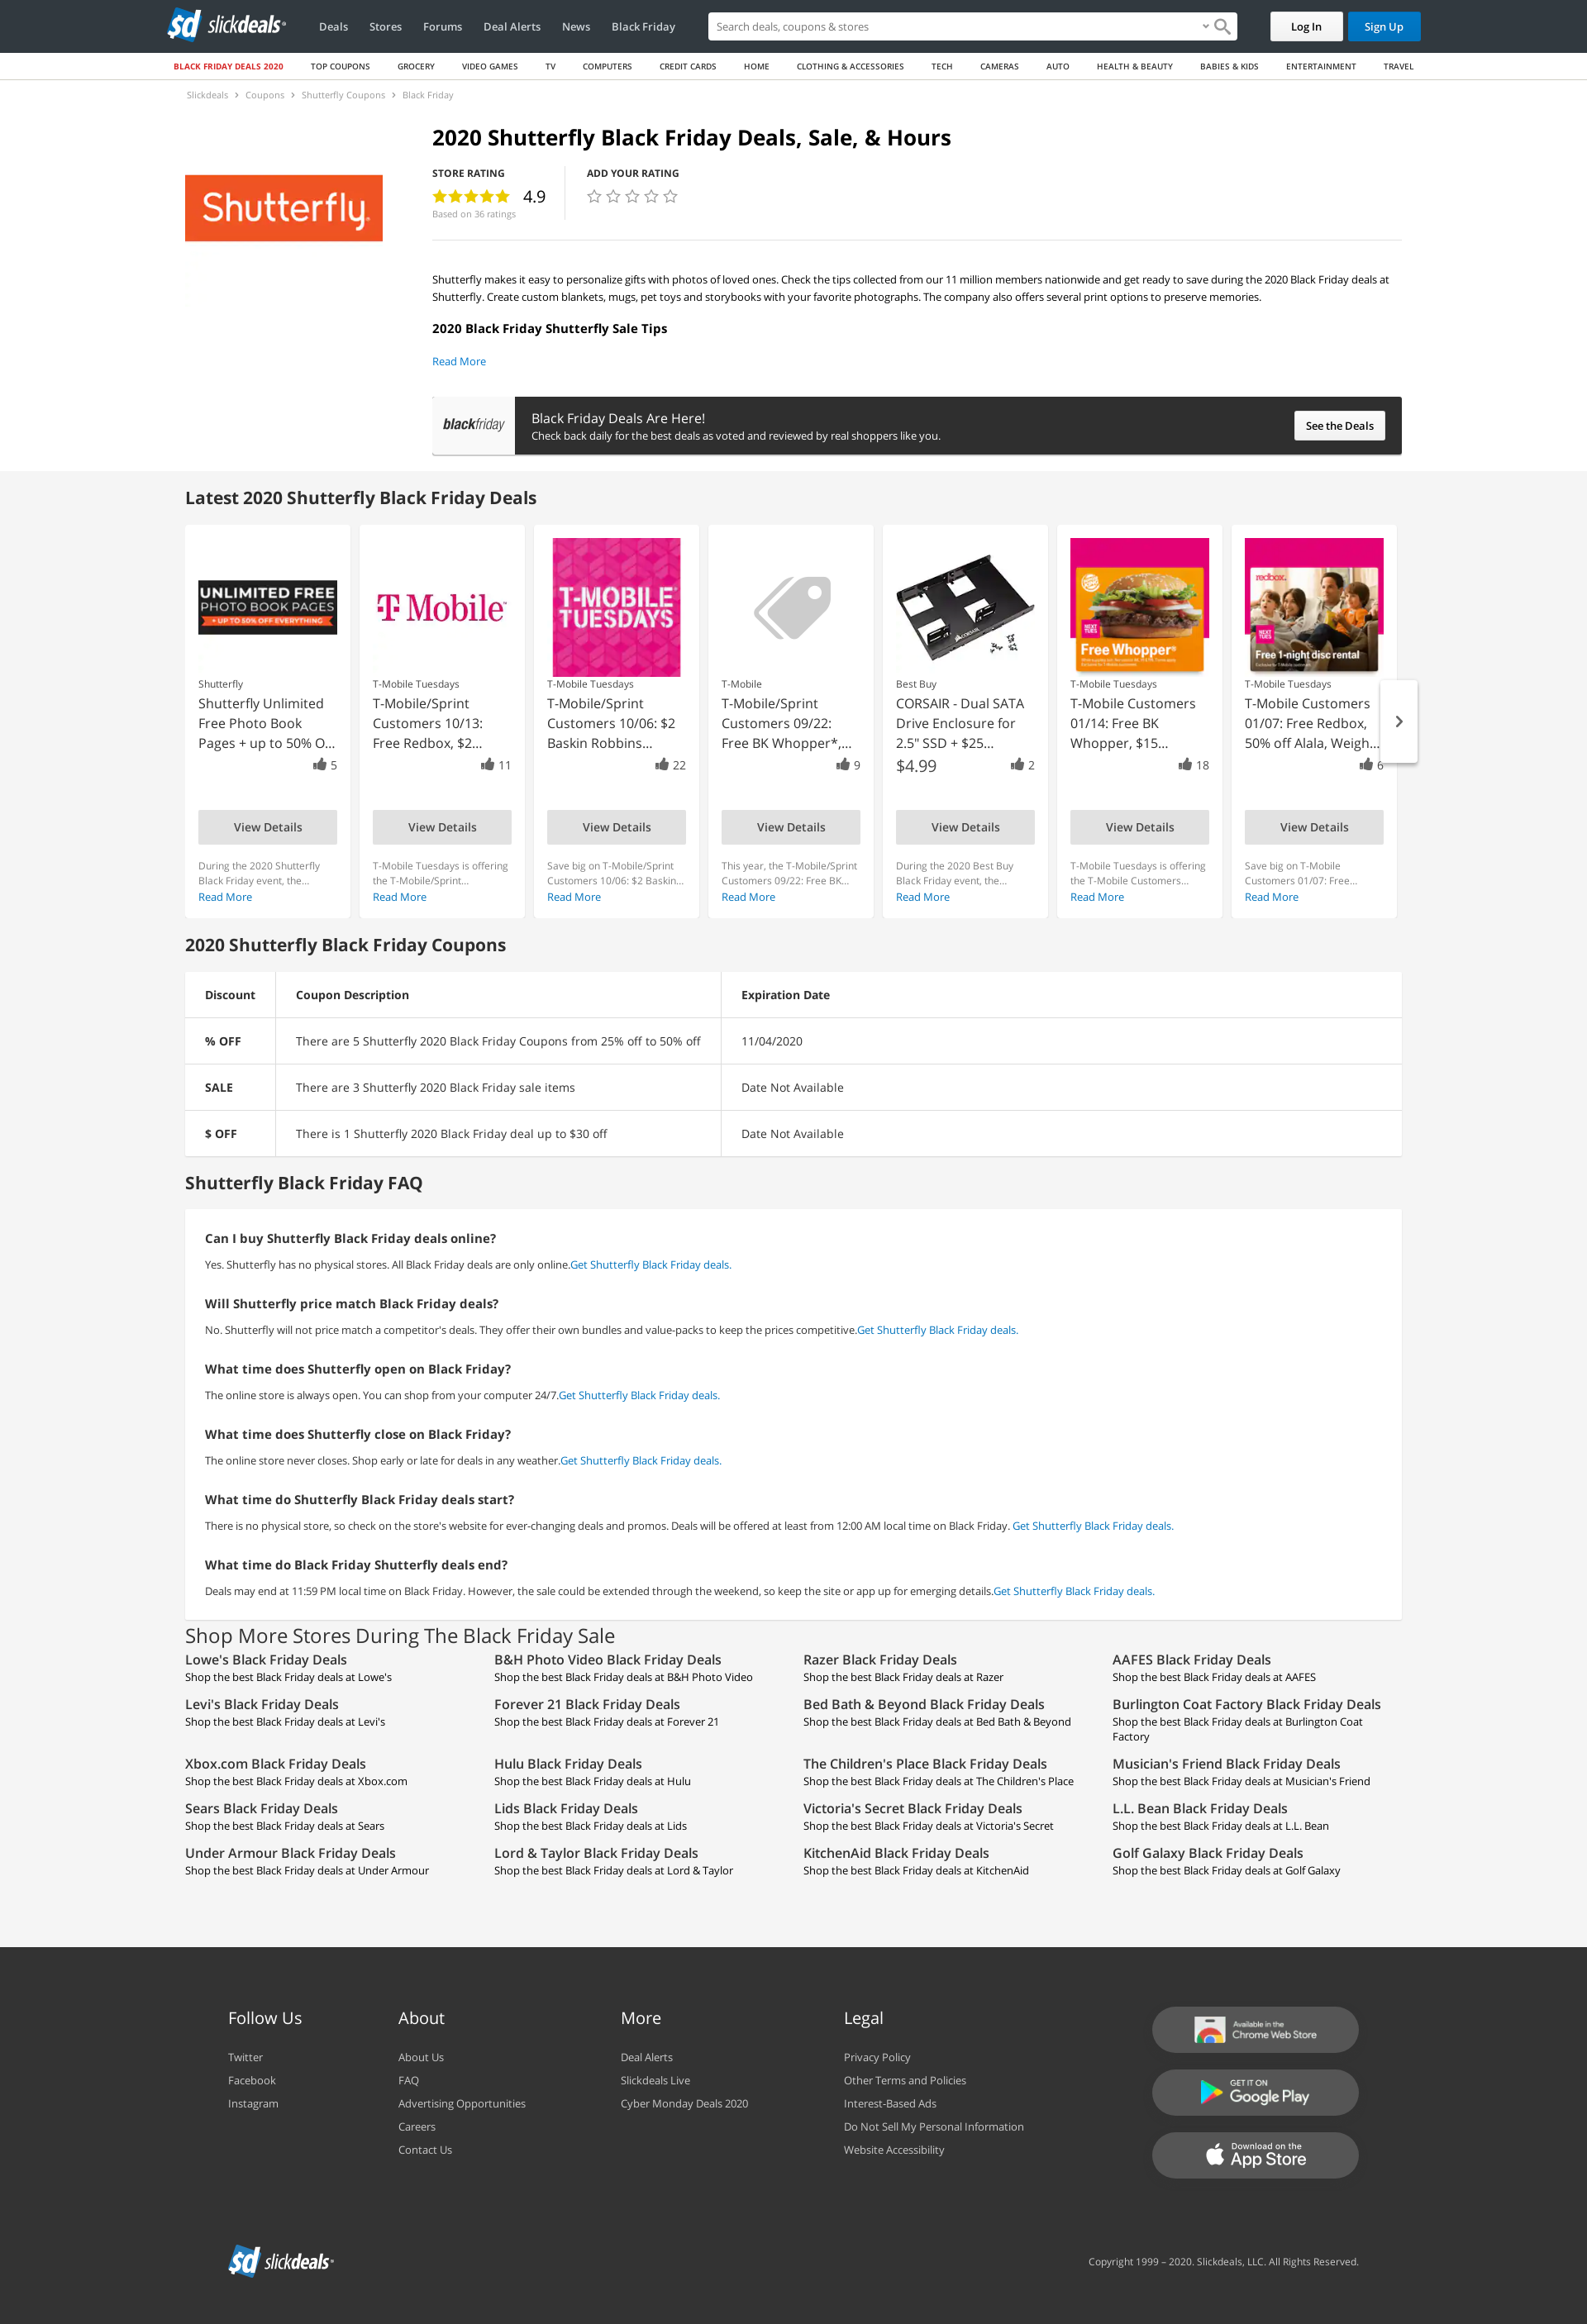 sd slickdeals
Deals Stores Forums Deal Alerts News Black Friday
Search deals, coupons & stores
Log In
Sign Up
BLACK FRIDAY DEALS 2020 TOP COUPONS GROCERY VIDEO GAMES TV COMPUTERS CREDIT CARDS HOME CLOTHING & ACCESSORIES TECH CAMERAS AUTO HEALTH & BEAUTY BABIES & KIDS ENTERTAINMENT TRAVEL
Slickdeals > Coupons > Shutterfly Coupons > Black Friday
Shutterfly
2020 Shutterfly Black Friday Deals, Sale, & Hours
STORE RATING
4.9
Based on 36 ratings
ADD YOUR RATING
Shutterfly makes it easy to personalize gifts with photos of loved ones. Check the tips collected from our 11 million members nationwide and get ready to save during the 2020 Black Friday deals at
Shutterfly. Create custom blankets, mugs, pet toys and storybooks with your favorite photographs. The company also offers several print options to preserve memories.
2020 Black Friday Shutterfly Sale Tips
Read More
blackfriday
Black Friday Deals Are Here!
Check back daily for the best deals as voted and reviewed by real shoppers like you.
See the Deals
Latest 2020 Shutterfly Black Friday Deals
UNLIMITED FREE
PHOTO BOOK PAGES
+ UP TO 50% OFF EVERYTHING
Shutterfly
Shutterfly Unlimited
Free Photo Book
Pages + up to 50% O...
5
View Details
During the 2020 Shutterfly
Black Friday event, the...
Read More
T Mobile
T-Mobile Tuesdays
T-Mobile/Sprint
Customers 10/13:
Free Redbox, $2...
11
View Details
T-Mobile Tuesdays is offering
the T-Mobile/Sprint...
Read More
T-MOBILE
TUESDAYS
T-Mobile Tuesdays
T-Mobile/Sprint
Customers 10/06: $2
Baskin Robbins...
22
View Details
Save big on T-Mobile/Sprint
Customers 10/06: $2 Baskin...
Read More
T-Mobile
T-Mobile/Sprint
Customers 09/22:
Free BK Whopper*,...
9
View Details
This year, the T-Mobile/Sprint
Customers 09/22: Free BK...
Read More
Best Buy
CORSAIR - Dual SATA
Drive Enclosure for
2.5" SSD + $25...
$4.99
2
View Details
During the 2020 Best Buy
Black Friday event, the...
Read More
NEXT
TUES
Free Whopper®
T-Mobile Tuesdays
T-Mobile Customers
01/14: Free BK
Whopper, $15...
18
View Details
T-Mobile Tuesdays is offering
the T-Mobile Customers...
Read More
redbox.
NEXT
TUES
Free 1-night disc rental
T-Mobile Tuesdays
T-Mobile Customers
01/07: Free Redbox,
50% off Alala, Weigh...
6
View Details
Save big on T-Mobile
Customers 01/07: Free...
Read More
2020 Shutterfly Black Friday Coupons
Discount Coupon Description Expiration Date
% OFF There are 5 Shutterfly 2020 Black Friday Coupons from 25% off to 50% off 11/04/2020
SALE There are 3 Shutterfly 2020 Black Friday sale items Date Not Available
$ OFF There is 1 Shutterfly 2020 Black Friday deal up to $30 off Date Not Available
Shutterfly Black Friday FAQ
Can I buy Shutterfly Black Friday deals online?
Yes. Shutterfly has no physical stores. All Black Friday deals are only online.Get Shutterfly Black Friday deals.
Will Shutterfly price match Black Friday deals?
No. Shutterfly will not price match a competitor's deals. They offer their own bundles and value-packs to keep the prices competitive.Get Shutterfly Black Friday deals.
What time does Shutterfly open on Black Friday?
The online store is always open. You can shop from your computer 24/7.Get Shutterfly Black Friday deals.
What time does Shutterfly close on Black Friday?
The online store never closes. Shop early or late for deals in any weather.Get Shutterfly Black Friday deals.
What time do Shutterfly Black Friday deals start?
There is no physical store, so check on the store's website for ever-changing deals and promos. Deals will be offered at least from 12:00 AM local time on Black Friday. Get Shutterfly Black Friday deals.
What time do Black Friday Shutterfly deals end?
Deals may end at 11:59 PM local time on Black Friday. However, the sale could be extended through the weekend, so keep the site or app up for emerging details.Get Shutterfly Black Friday deals.
Shop More Stores During The Black Friday Sale
Lowe's Black Friday Deals
Shop the best Black Friday deals at Lowe's
B&H Photo Video Black Friday Deals
Shop the best Black Friday deals at B&H Photo Video
Razer Black Friday Deals
Shop the best Black Friday deals at Razer
AAFES Black Friday Deals
Shop the best Black Friday deals at AAFES
Levi's Black Friday Deals
Shop the best Black Friday deals at Levi's
Forever 21 Black Friday Deals
Shop the best Black Friday deals at Forever 21
Bed Bath & Beyond Black Friday Deals
Shop the best Black Friday deals at Bed Bath & Beyond
Burlington Coat Factory Black Friday Deals
Shop the best Black Friday deals at Burlington Coat
Factory
Xbox.com Black Friday Deals
Shop the best Black Friday deals at Xbox.com
Hulu Black Friday Deals
Shop the best Black Friday deals at Hulu
The Children's Place Black Friday Deals
Shop the best Black Friday deals at The Children's Place
Musician's Friend Black Friday Deals
Shop the best Black Friday deals at Musician's Friend
Sears Black Friday Deals
Shop the best Black Friday deals at Sears
Lids Black Friday Deals
Shop the best Black Friday deals at Lids
Victoria's Secret Black Friday Deals
Shop the best Black Friday deals at Victoria's Secret
L.L. Bean Black Friday Deals
Shop the best Black Friday deals at L.L. Bean
Under Armour Black Friday Deals
Shop the best Black Friday deals at Under Armour
Lord & Taylor Black Friday Deals
Shop the best Black Friday deals at Lord & Taylor
KitchenAid Black Friday Deals
Shop the best Black Friday deals at KitchenAid
Golf Galaxy Black Friday Deals
Shop the best Black Friday deals at Golf Galaxy
Follow Us
Twitter
Facebook
Instagram
About
About Us
FAQ
Advertising Opportunities
Careers
Contact Us
More
Deal Alerts
Slickdeals Live
Cyber Monday Deals 2020
Legal
Privacy Policy
Other Terms and Policies
Interest-Based Ads
Do Not Sell My Personal Information
Website Accessibility
Available in the
Chrome Web Store
GET IT ON
Google Play
Download on the
App Store
sd slickdeals
Copyright 1999 – 2020. Slickdeals, LLC. All Rights Reserved.